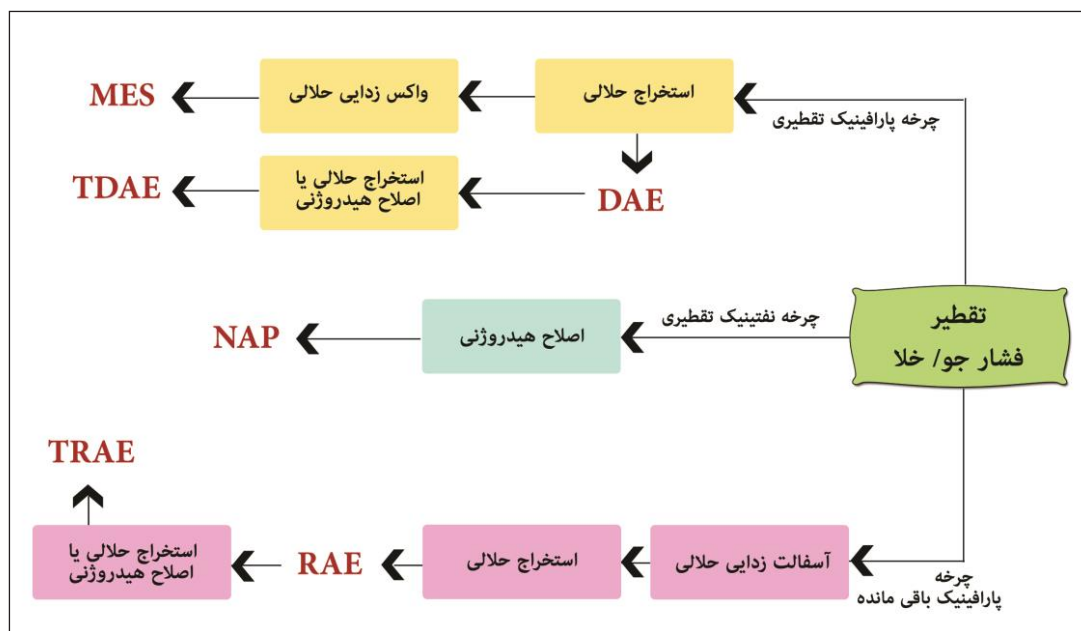 تقطیر
فشار جو/ خلا
چرخه پارافینیک تقطیری
استخراج حلالی
واکس زدایی حلالی
MES
DAE
استخراج حلالی یا
اصلاح هیدروژنی
TDAE
چرخه نفتینیک تقطیری
اصلاح هیدروژنی
NAP
چرخه
پارافینیک باقی مانده
آسفالت زدایی حلالی
استخراج حلالی
RAE
استخراج حلالی یا
اصلاح هیدروژنی
TRAE